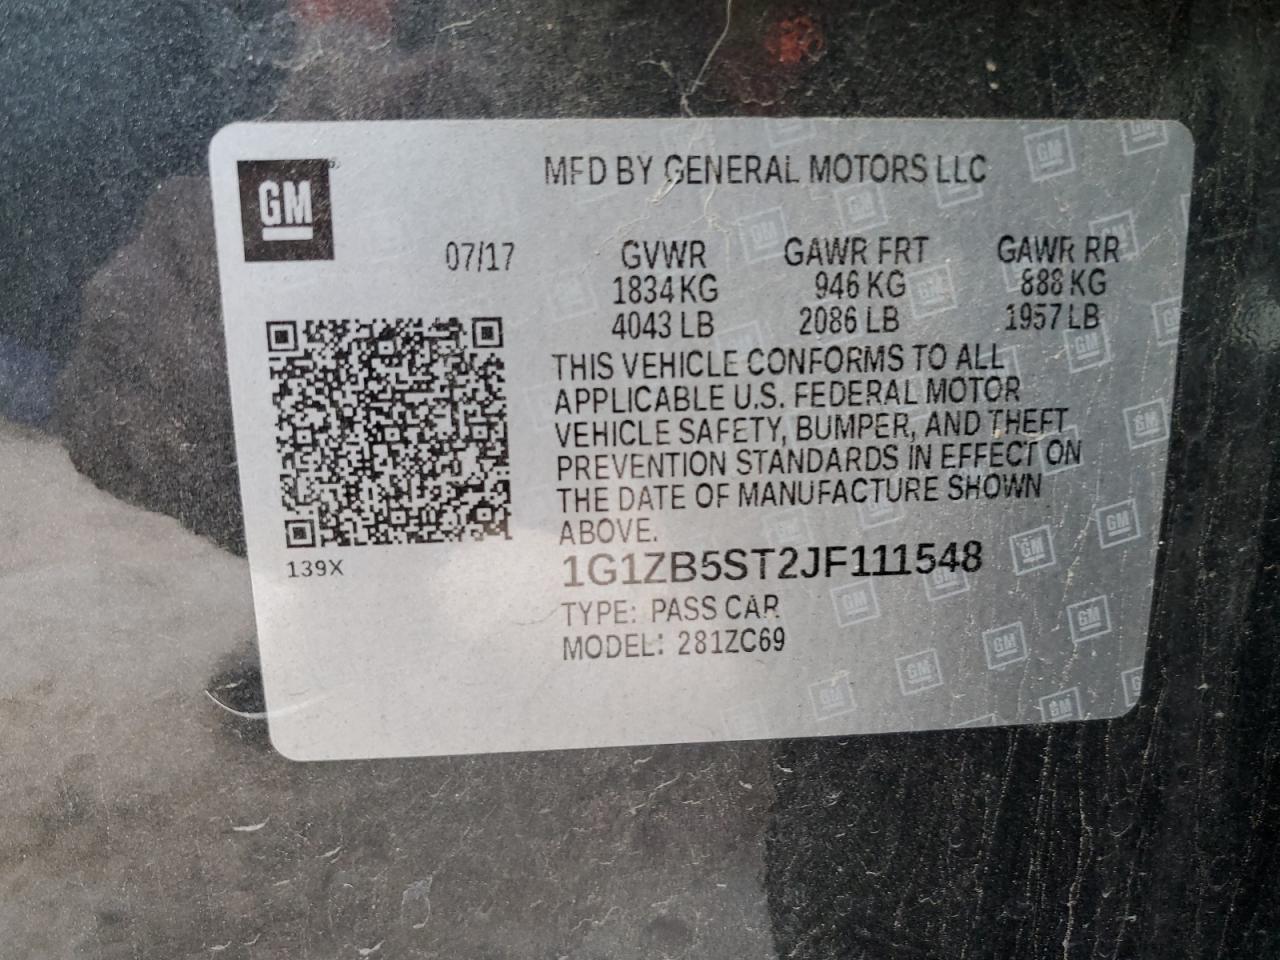 MFD BY GENERAL MOTORS LLC
GM
07/17 GVWR GAWR FRT GAWR RR
1834 KG 946 KG 888 KG
4043 LB 2086 LB 1957 LB
THIS VEHICLE CONFORMS TO ALL
APPLICABLE U.S. FEDERAL MOTOR
VEHICLE SAFETY, BUMPER, AND THEFT
PREVENTION STANDARDS IN EFFECT ON
THE DATE OF MANUFACTURE SHOWN
ABOVE.
139X
1G1ZB5ST2JF111548
TYPE: PASS CAR
MODEL: 281ZC69